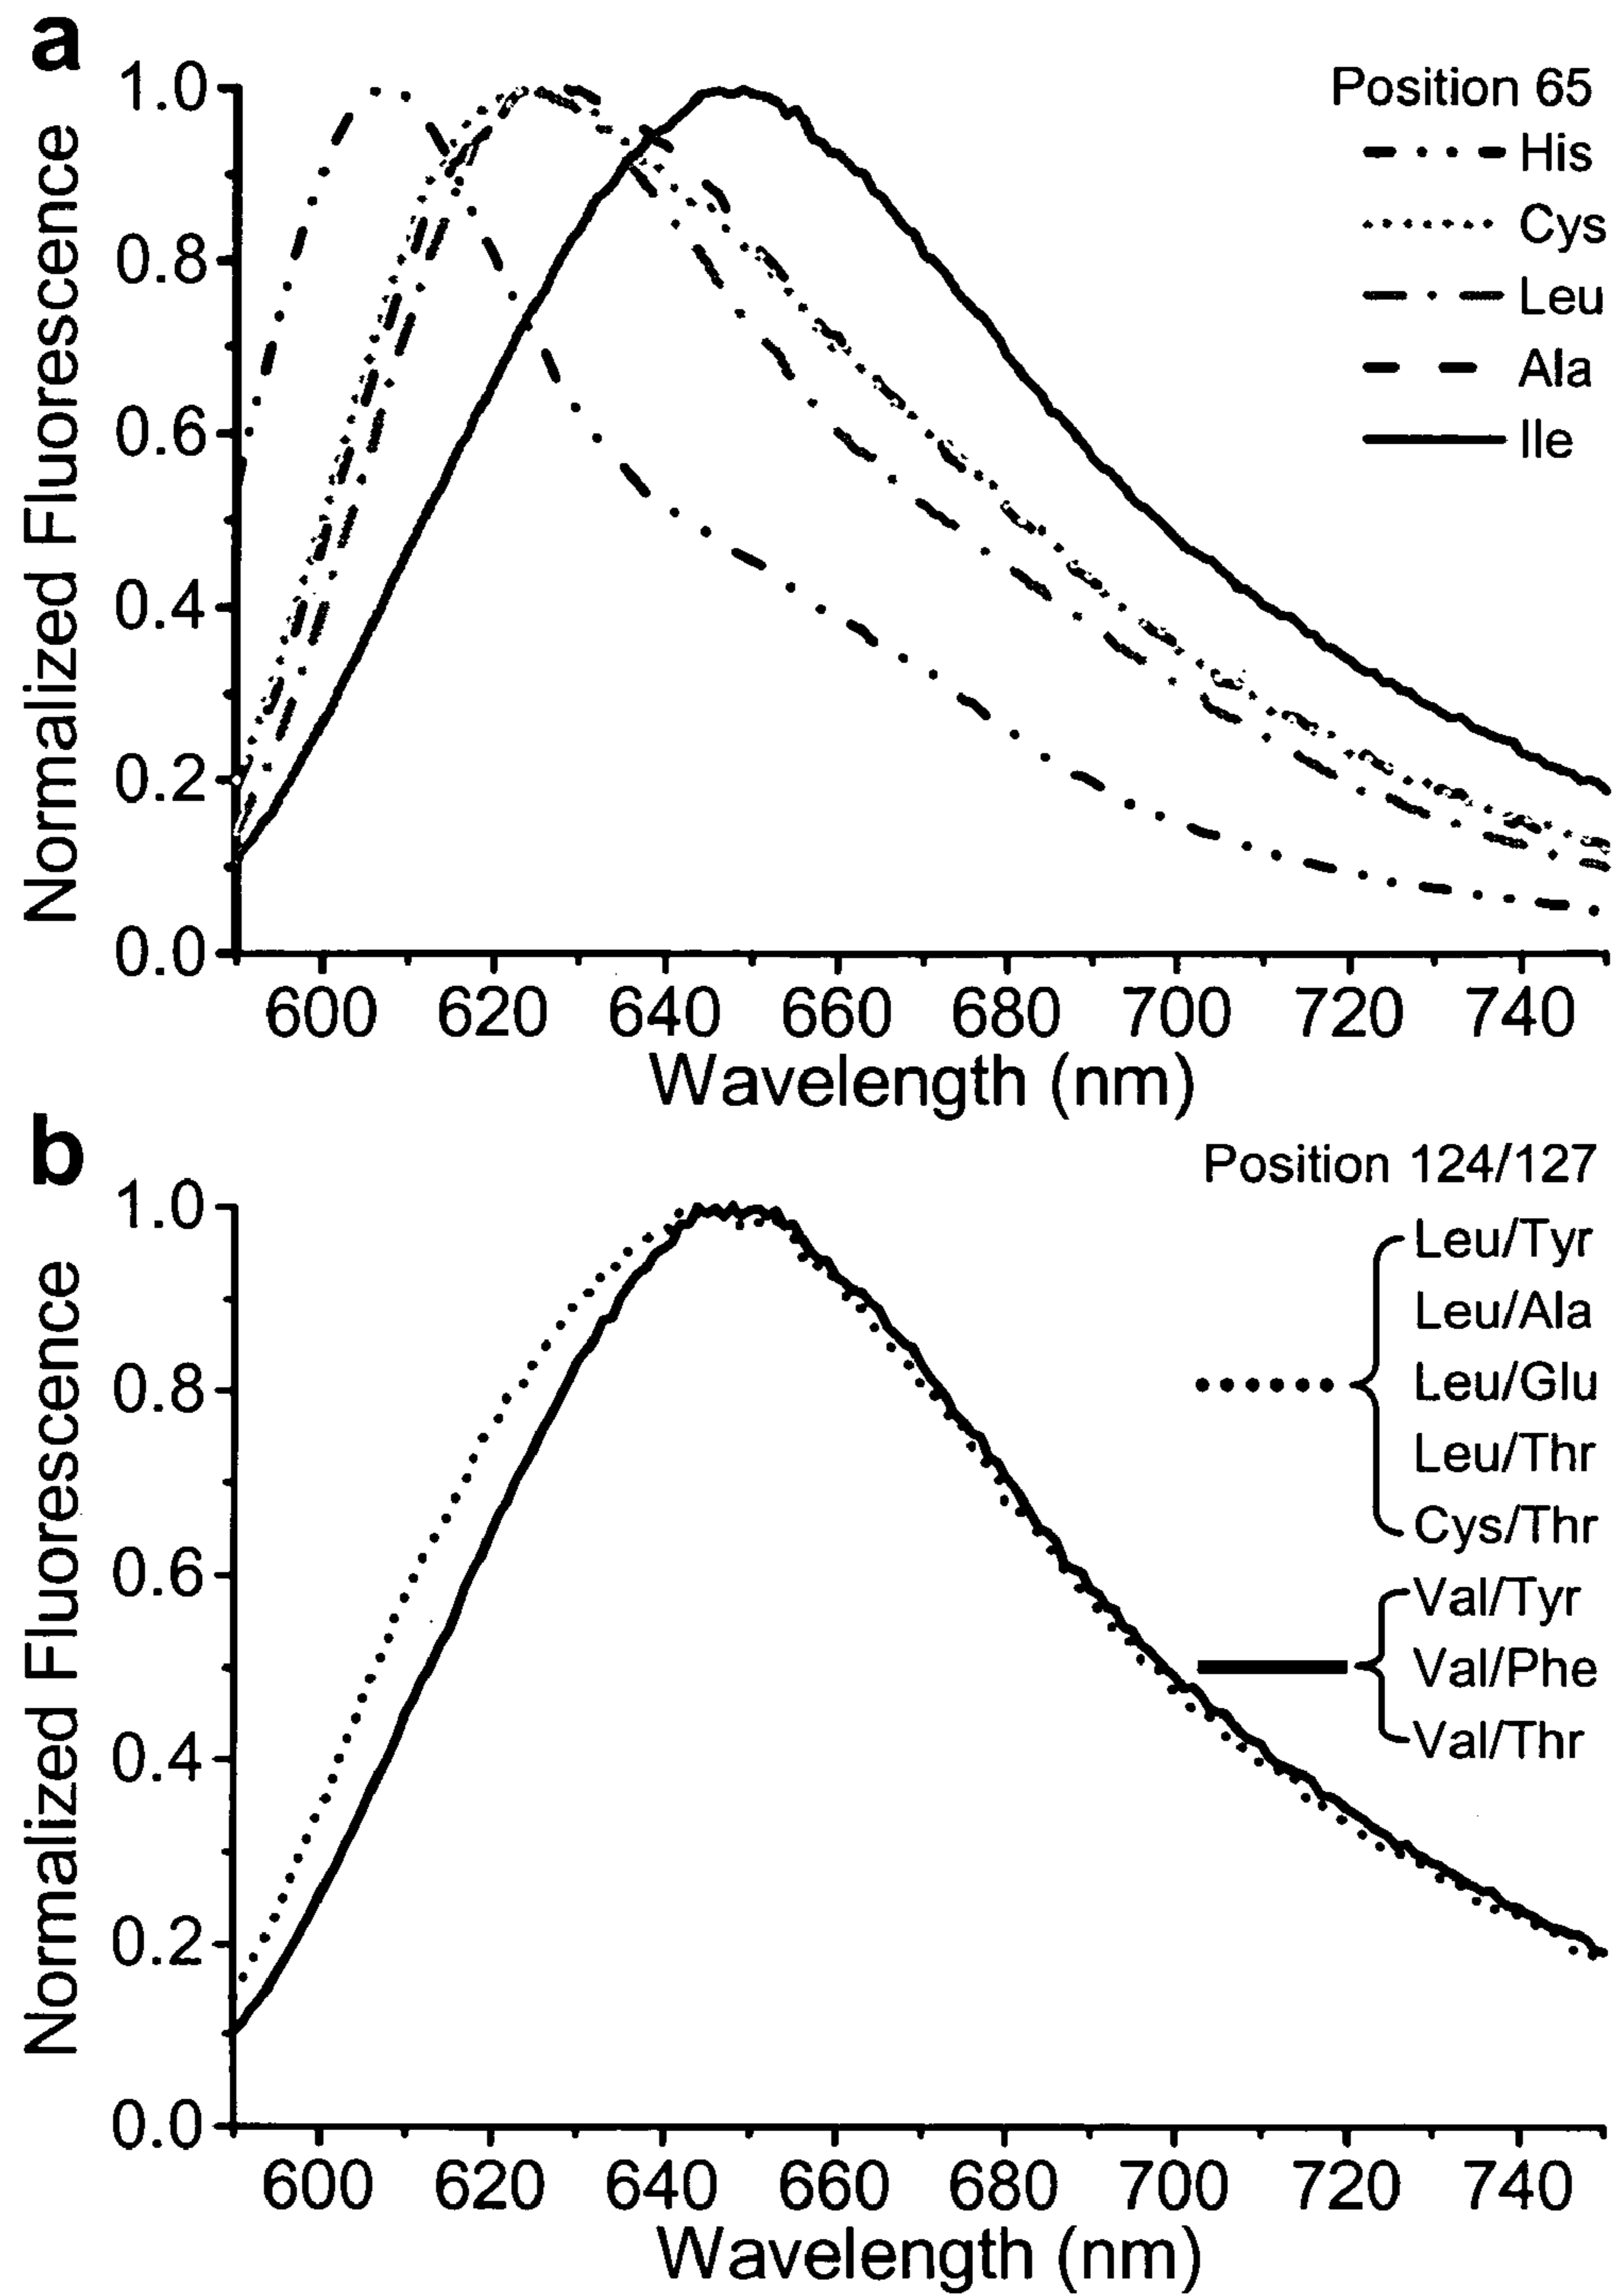 a
Position 65
His
Cys
Leu
Ala
Ile
1.0
0.8
0.6
0.4
0.2
0.0
Normalized Fluorescence
600 620 640 660 680 700 720 740
Wavelength (nm)
b
Position 124/127
Leu/Tyr
Leu/Ala
Leu/Glu
Leu/Thr
Cys/Thr
Val/Tyr
Val/Phe
Val/Thr
1.0
0.8
0.6
0.4
0.2
0.0
Normalized Fluorescence
600 620 640 660 680 700 720 740
Wavelength (nm)